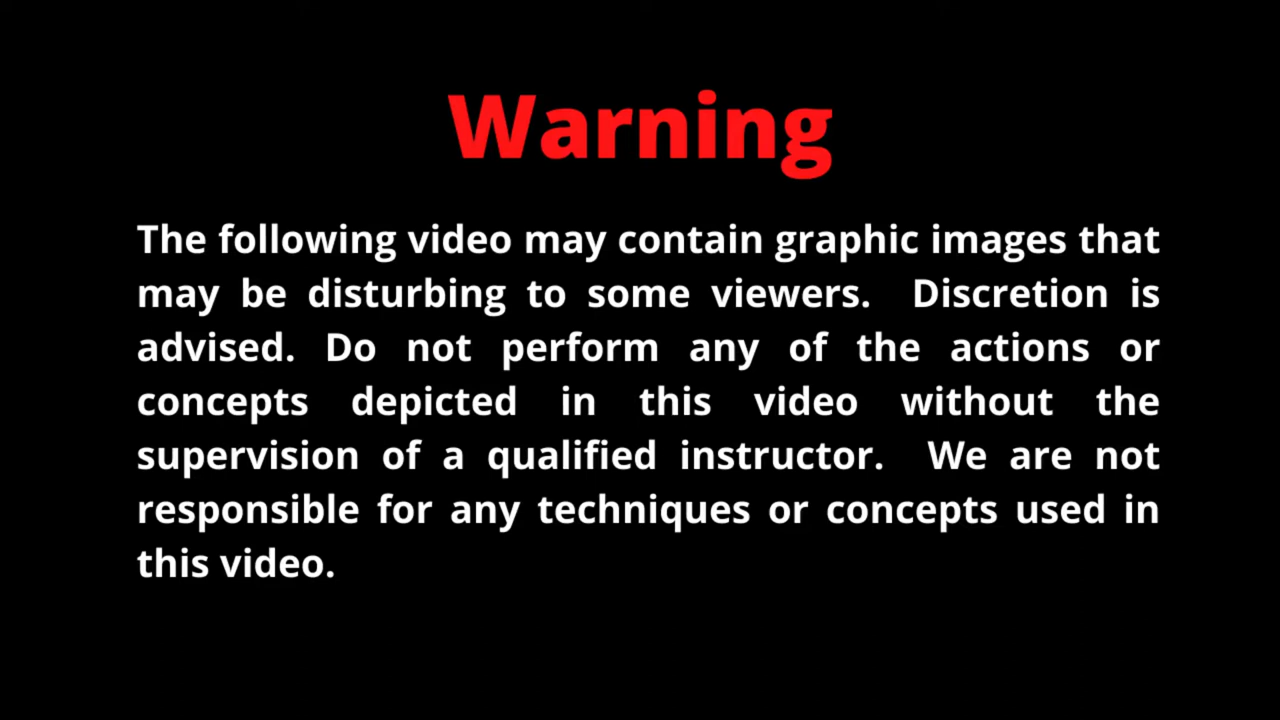 Warning
The following video may contain graphic images that
may be disturbing to some viewers.  Discretion is
advised. Do not perform any of the actions or
concepts depicted in this video without the
supervision of a qualified instructor.  We are not
responsible for any techniques or concepts used in
this video.